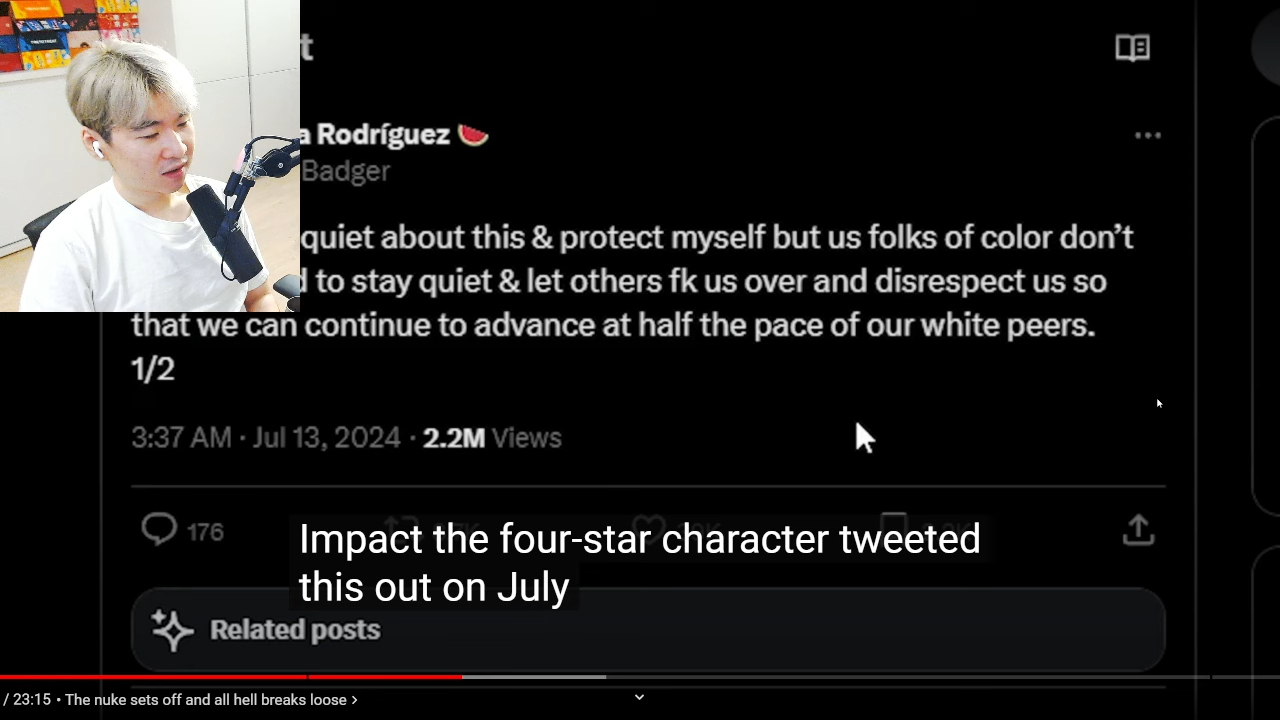 t
a Rodríguez 🍉
Badger
quiet about this & protect myself but us folks of color don't
d to stay quiet & let others fk us over and disrespect us so
that we can continue to advance at half the pace of our white peers.
1/2
3:37 AM · Jul 13, 2024 · 2.2M Views
176
Impact the four-star character tweeted
this out on July
Related posts
/ 23:15 • The nuke sets off and all hell breaks loose >